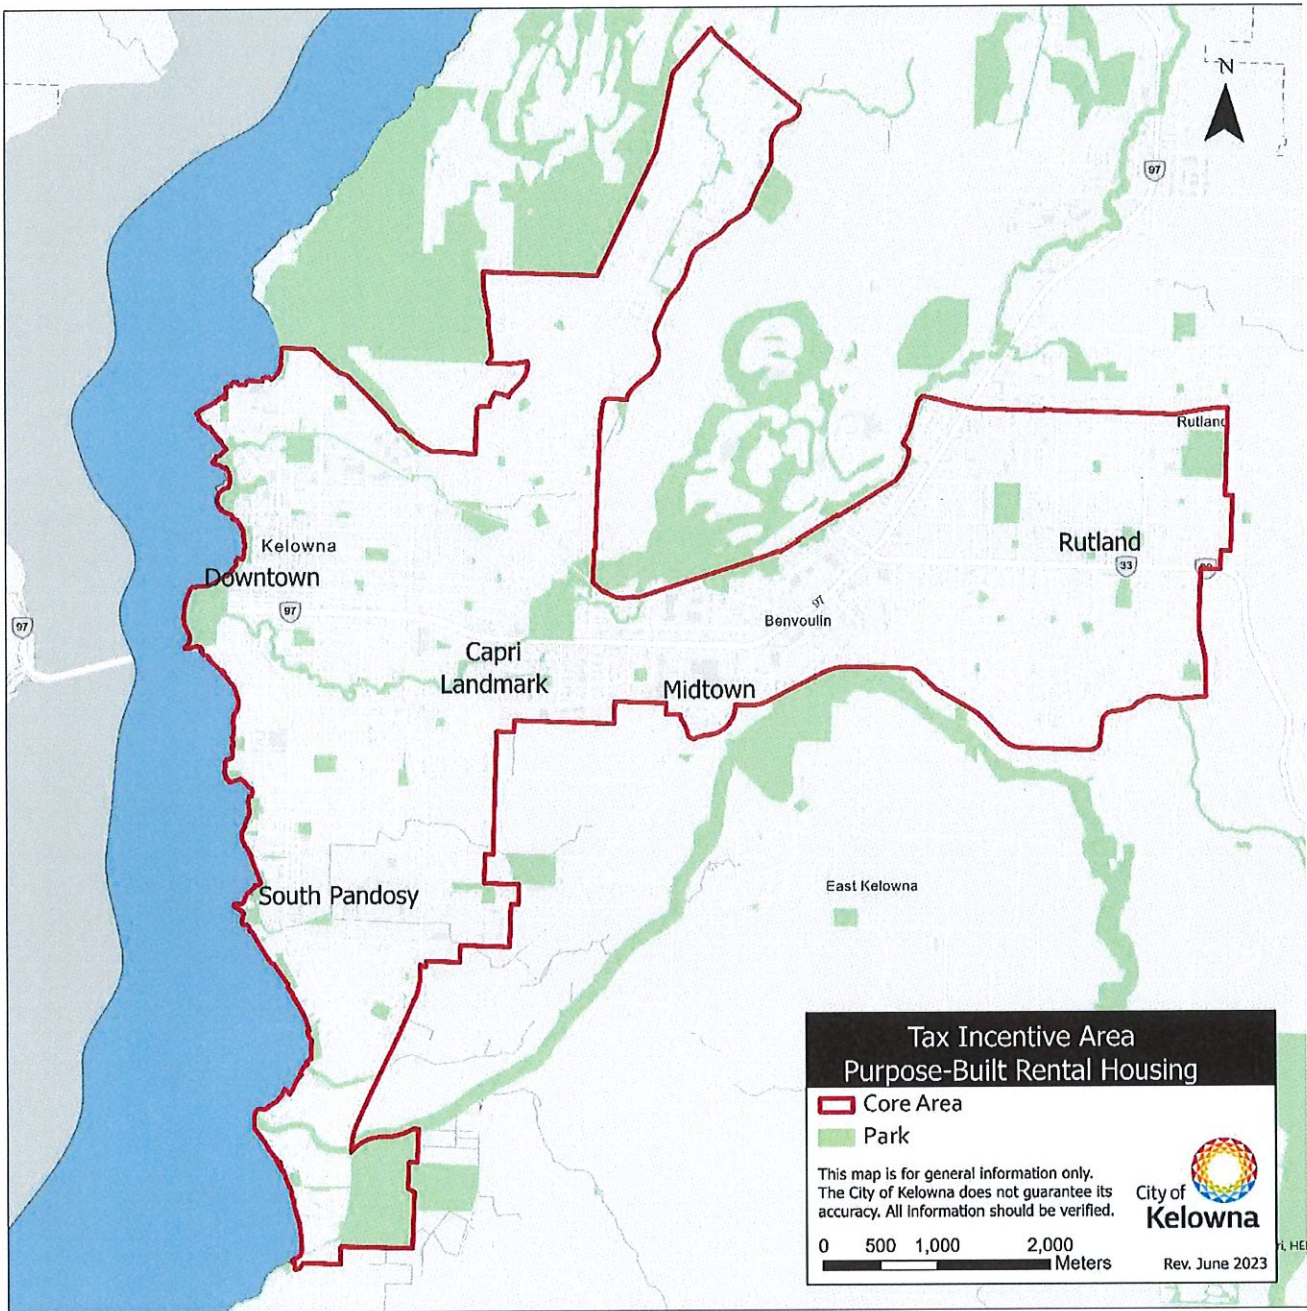 N
97
Rutland
Rutland
33
Kelowna
Downtown
97
97
97
Benvoulin
Capri
Landmark
Midtown
East Kelowna
South Pandosy
Tax Incentive Area
Purpose-Built Rental Housing
Core Area
Park
This map is for general information only.
The City of Kelowna does not guarantee its
accuracy. All information should be verified.
City of
Kelowna
0 500 1,000 2,000
Meters
Rev. June 2023